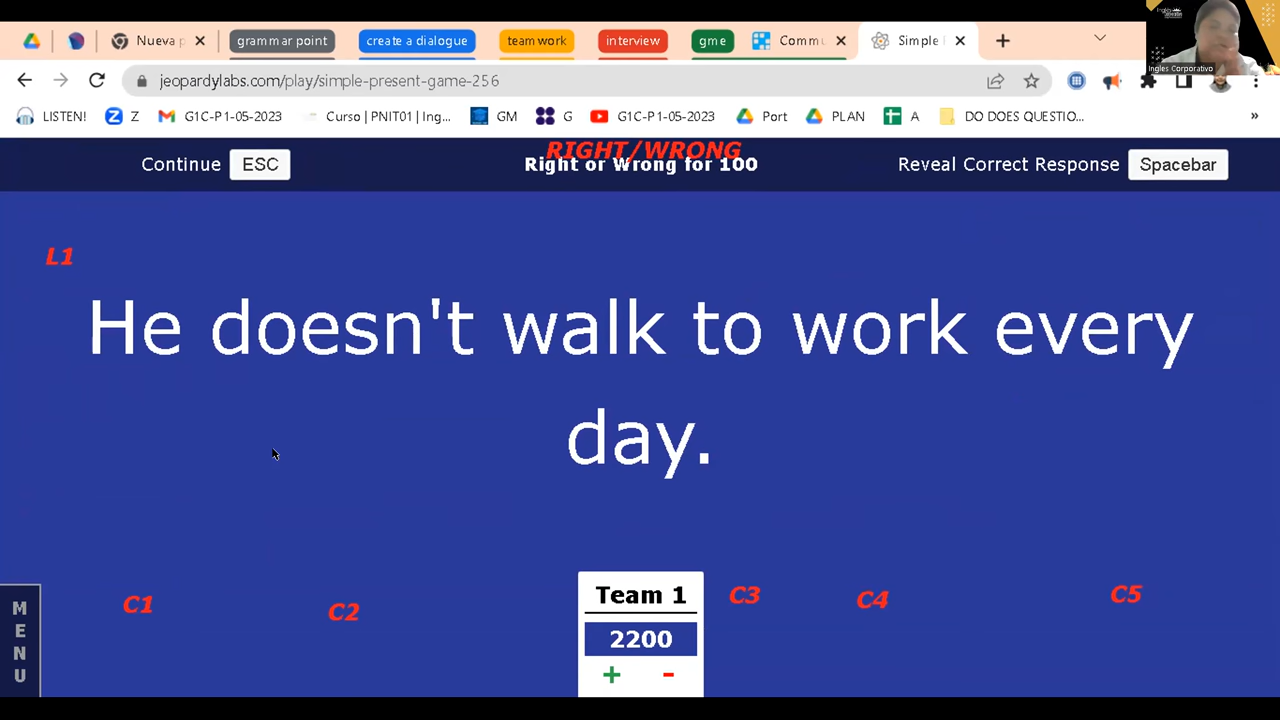 Nueva p
grammar point
create a dialogue
team work
interview
gme
Commu
Simple
Ingles Corporativo
jeopardylabs.com/play/simple-present-game-256
LISTEN!
Z
G1C-P1-05-2023
Curso | PNIT01 | Ing...
GM
G
G1C-P1-05-2023
Port
PLAN
A
DO DOES QUESTIO...
»
RIGHT/WRONG
Continue ESC
Right or Wrong for 100
Reveal Correct Response Spacebar
L1
He doesn't walk to work every
day.
C1
C2
Team 1
2200
+ -
C3
C4
C5
MENU